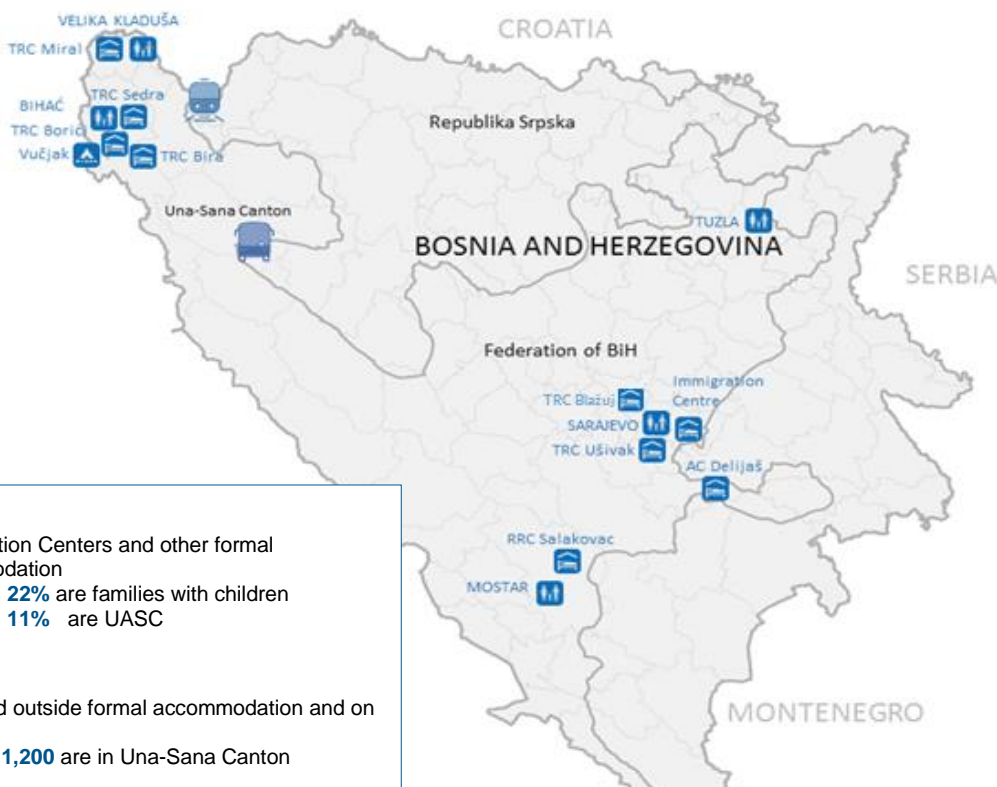 CROATIA
VELIKA KLADUŠA
TRC Miral
TRC Sedra
BIHAĆ
TRC Borići
Vučjak
TRC Bira
Republika Srpska
Una-Sana Canton
TUZLA
BOSNIA AND HERZEGOVINA
SERBIA
Federation of BiH
Immigration
Centre
TRC Blažuj
SARAJEVO
TRC Ušivak
AC Delijaš
RRC Salakovac
MOSTAR
MONTENEGRO
tion Centers and other formal
odation
22% are families with children
11% are UASC
d outside formal accommodation and on
1,200 are in Una-Sana Canton